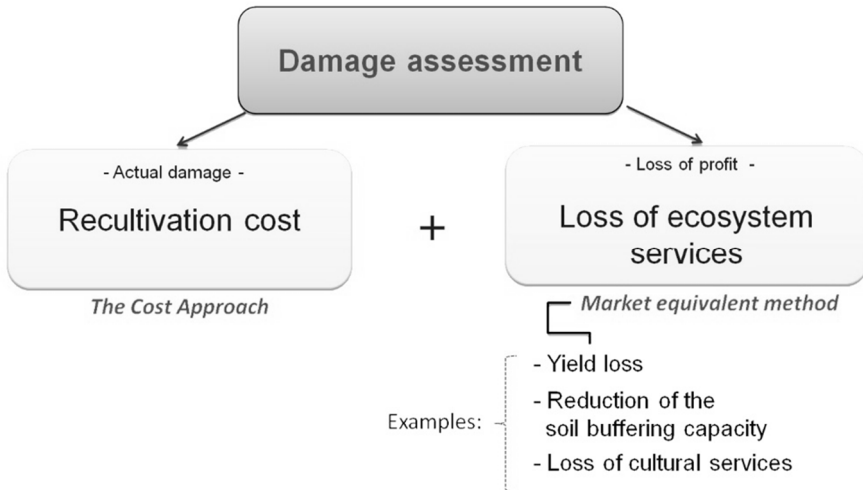 Damage assessment
- Actual damage -
Recultivation cost
The Cost Approach
+
- Loss of profit -
Loss of ecosystem
services
Market equivalent method
Examples:
- Yield loss
- Reduction of the
soil buffering capacity
- Loss of cultural services